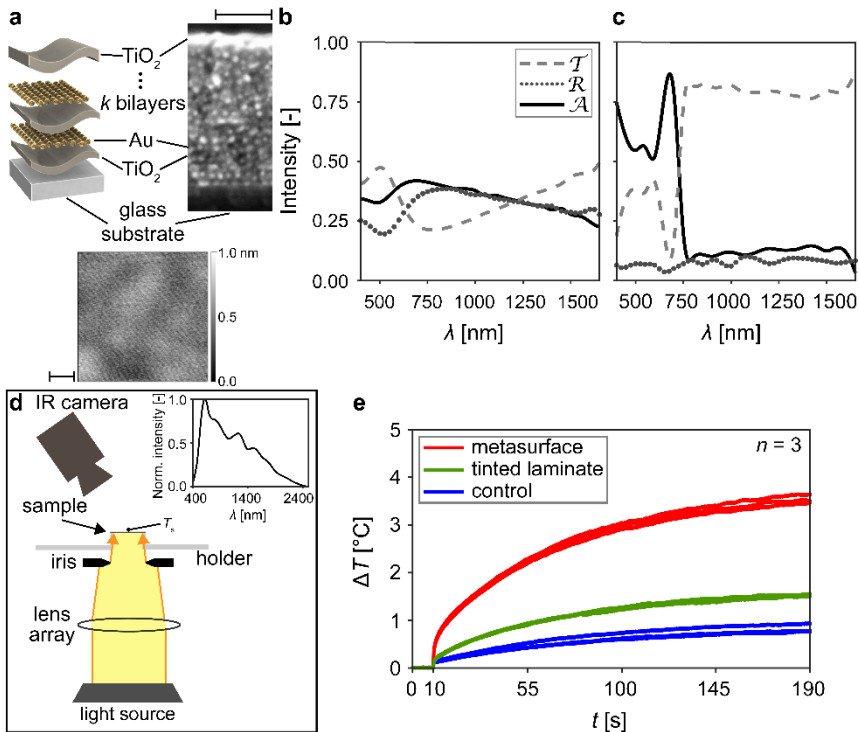 a
TiO2
k bilayers
Au
TiO2
glass
substrate
1.0 nm
0.5
0.0
b
Intensity [-]
1.00
0.75
0.50
0.25
0.00
T
R
A
500 750 1000 1250 1500
λ [nm]
c
500 750 1000 1250 1500
λ [nm]
d
IR camera
Norm. intensity [-]
1.0
0.5
0.0
400 1400 2400
λ [nm]
sample
Ts
iris
holder
lens
array
light source
e
metasurface
tinted laminate
control
n = 3
ΔT [°C]
5
4
3
2
1
0
0 10 55 100 145 190
t [s]